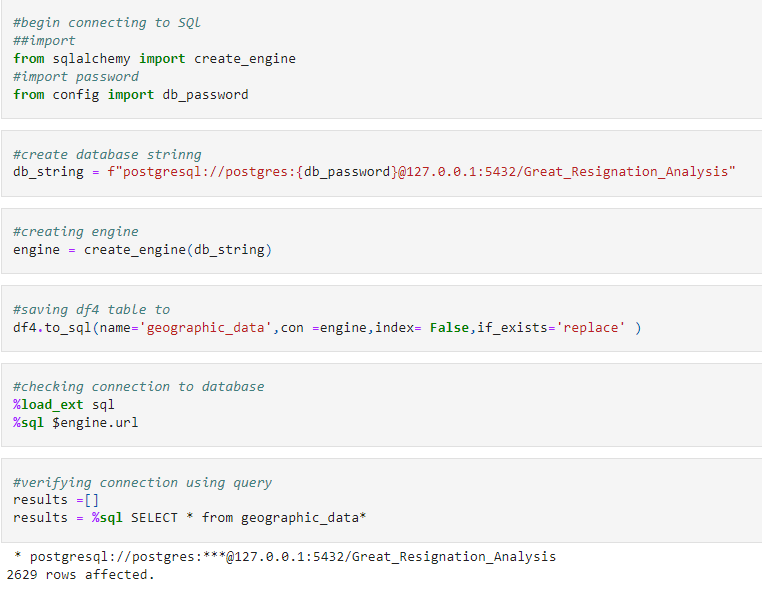 #begin connecting to SQl
##import
from sqlalchemy import create_engine
#import password
from config import db_password
#create database strinng
db_string = f"postgresql://postgres:{db_password}@127.0.0.1:5432/Great_Resignation_Analysis"
#creating engine
engine = create_engine(db_string)
#saving df4 table to
df4.to_sql(name='geographic_data',con =engine,index= False,if_exists='replace' )
#checking connection to database
%load_ext sql
%sql $engine.url
#verifying connection using query
results =[]
results = %sql SELECT * from geographic_data*
* postgresql://postgres:***@127.0.0.1:5432/Great_Resignation_Analysis
2629 rows affected.